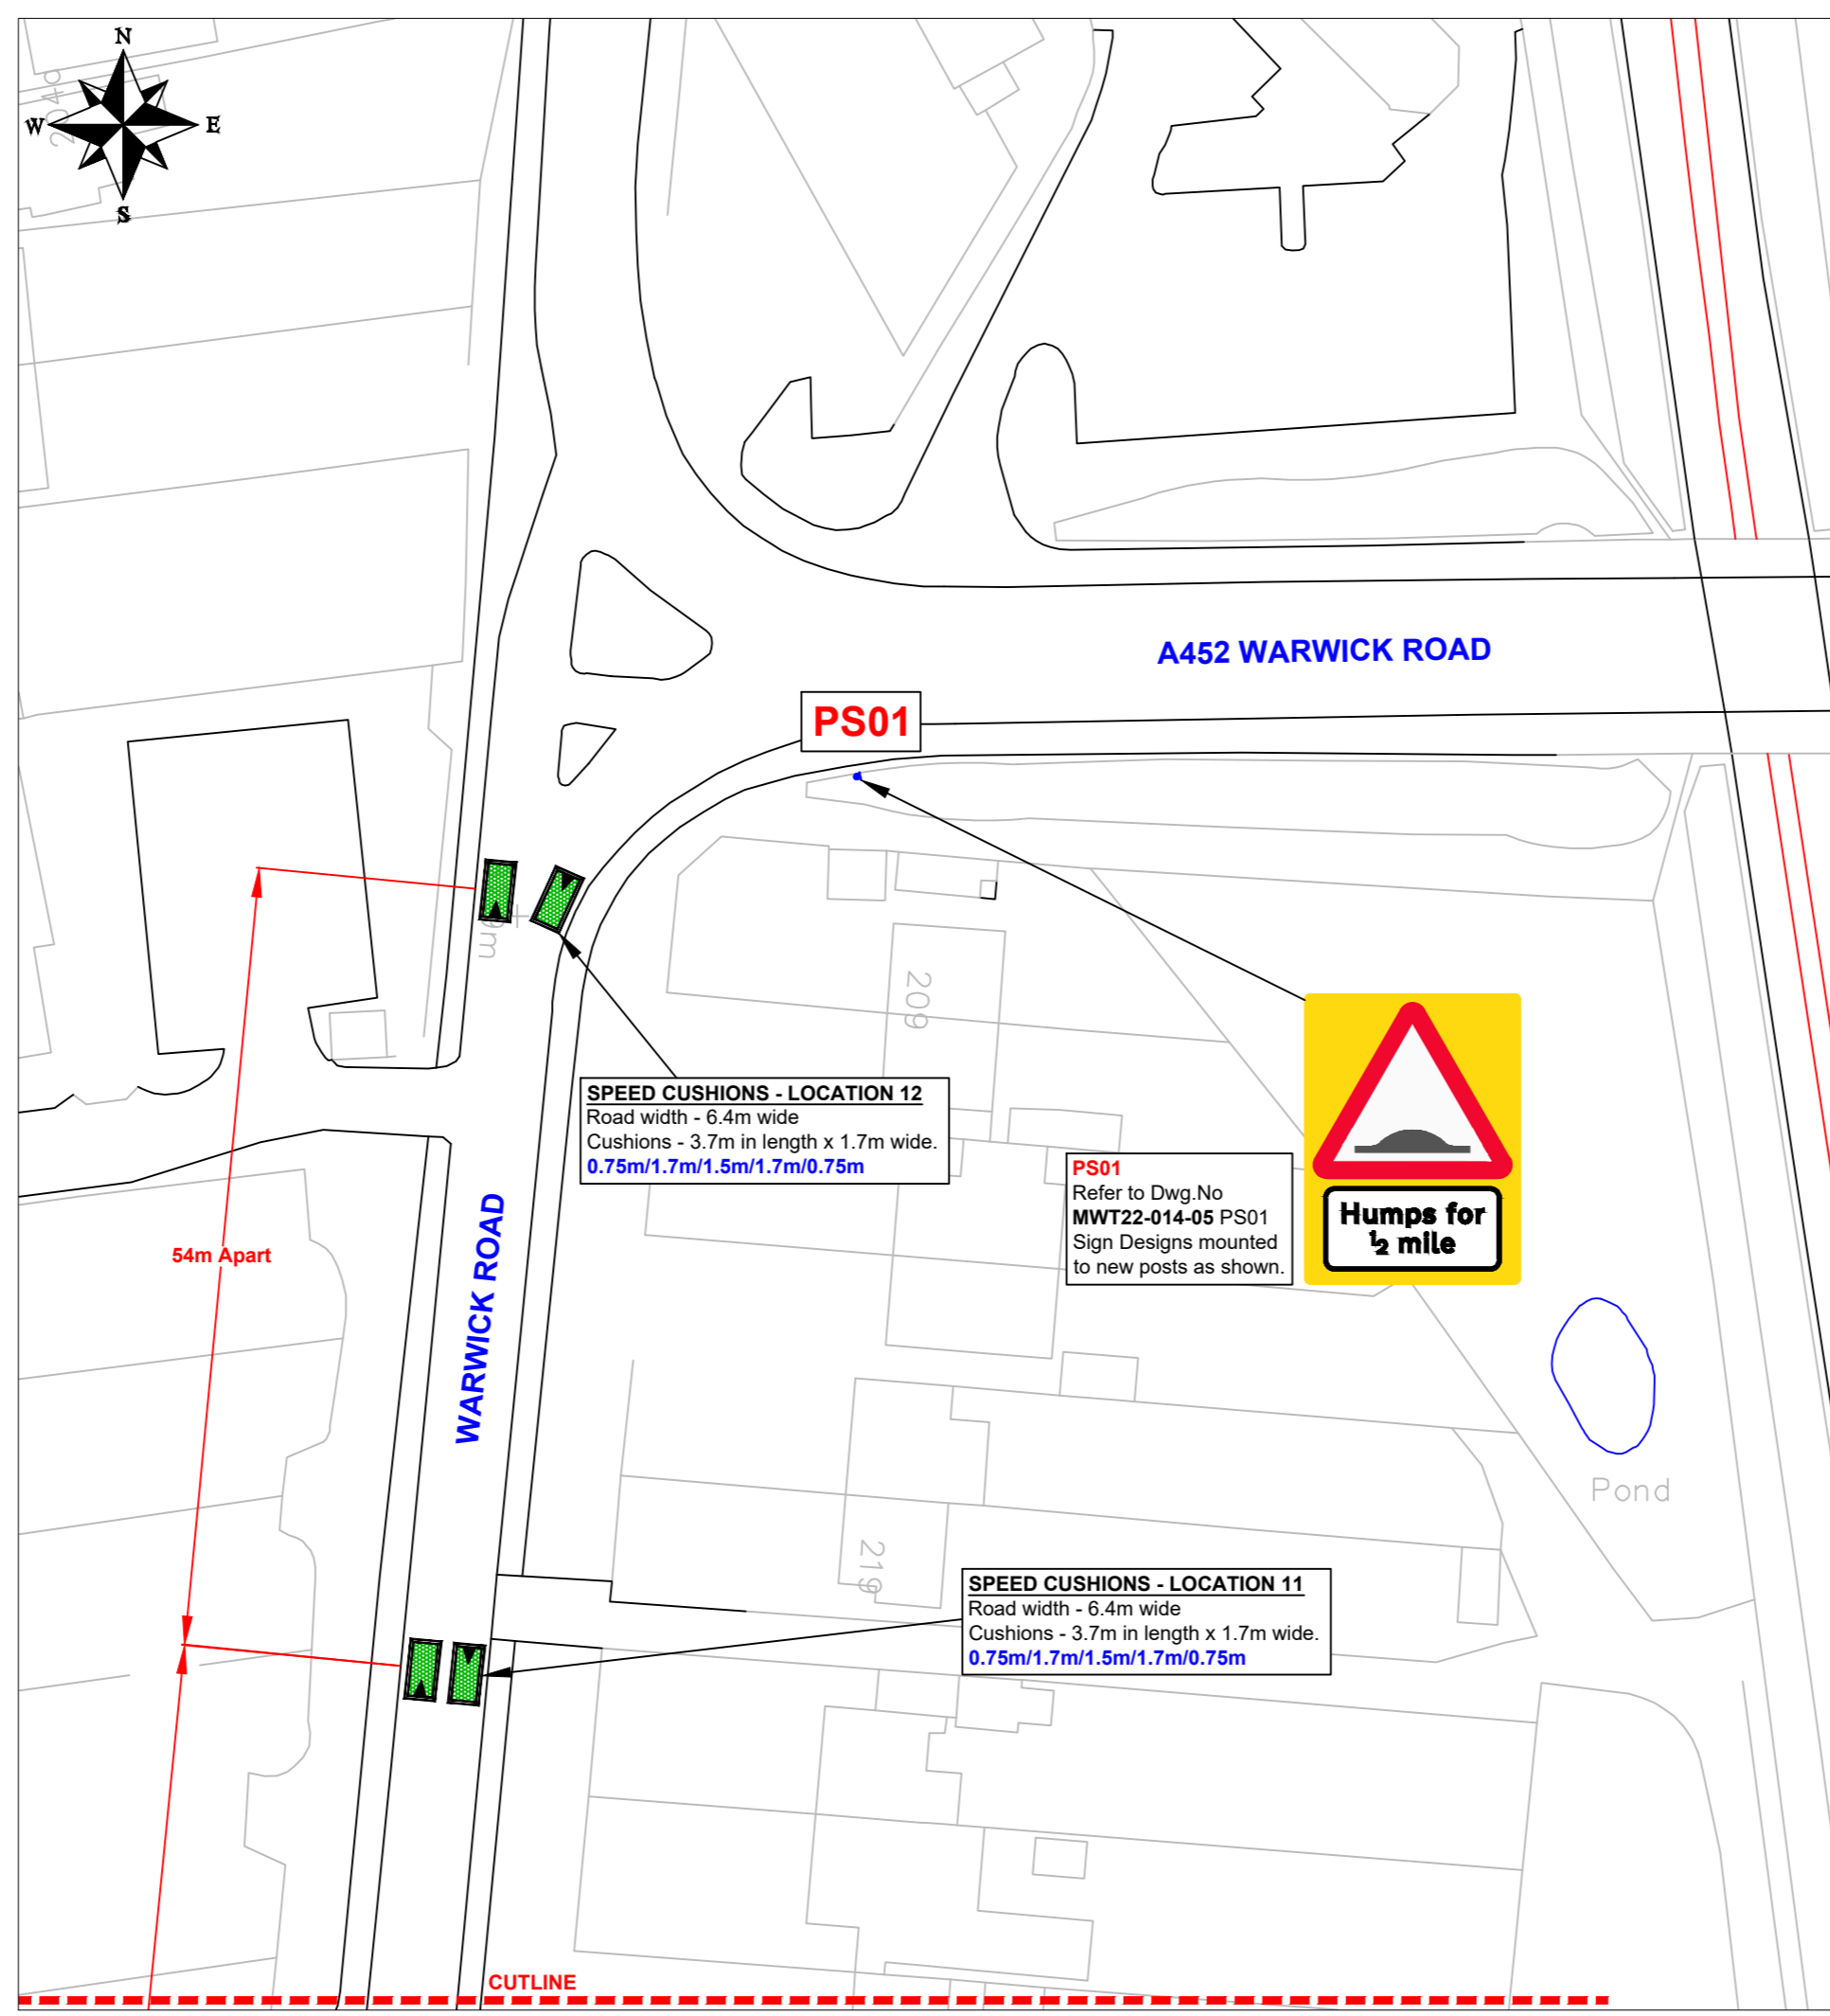 N
W
E
S
A452 WARWICK ROAD
PS01
209
SPEED CUSHIONS - LOCATION 12
Road width - 6.4m wide
Cushions - 3.7m in length x 1.7m wide.
0.75m/1.7m/1.5m/1.7m/0.75m
PS01
Refer to Dwg.No
MWT22-014-05 PS01
Sign Designs mounted
to new posts as shown.
Humps for
½ mile
54m Apart
WARWICK ROAD
Pond
219
SPEED CUSHIONS - LOCATION 11
Road width - 6.4m wide
Cushions - 3.7m in length x 1.7m wide.
0.75m/1.7m/1.5m/1.7m/0.75m
CUTLINE